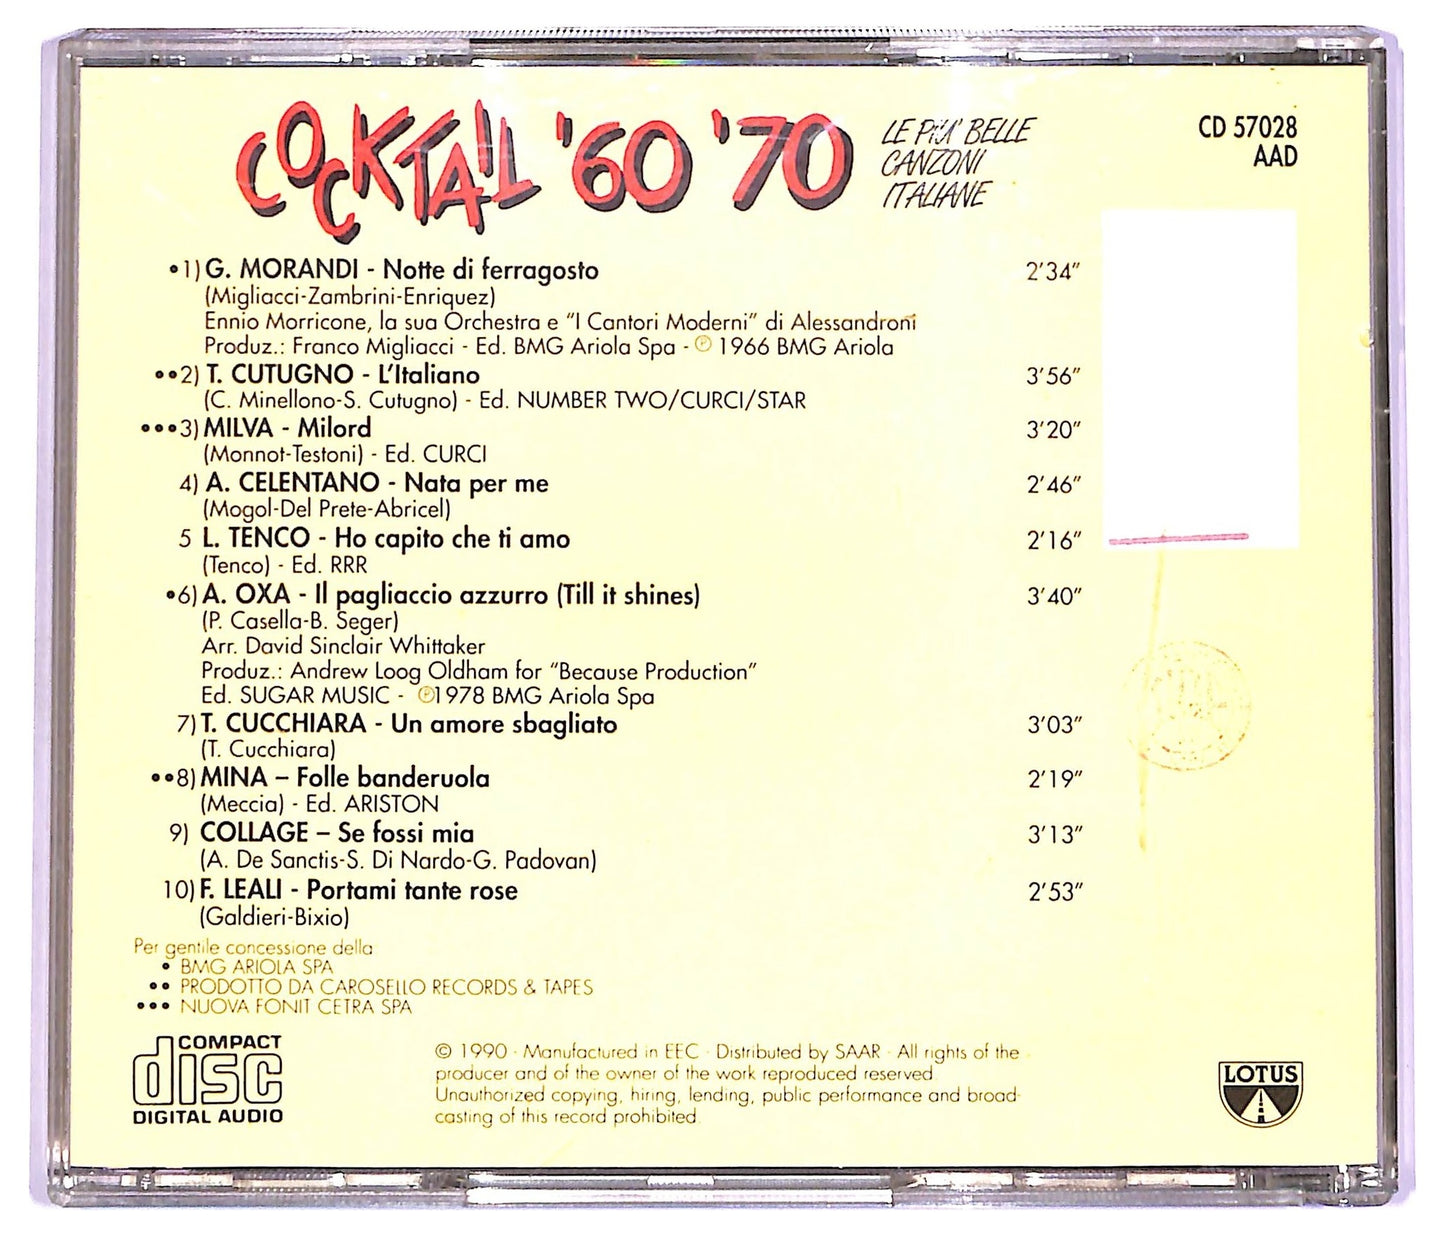 COCKTAIL '60 '70
LE PIU' BELLE
CANZONI
ITALIANE
CD 57028
AAD
•1) G. MORANDI - Notte di ferragosto 2'34"
(Migliacci-Zambrini-Enriquez)
Ennio Morricone, la sua Orchestra e "I Cantori Moderni" di Alessandroni
Produz.: Franco Migliacci - Ed. BMG Ariola Spa - ℗ 1966 BMG Ariola
••2) T. CUTUGNO - L'Italiano 3'56"
(C. Minellono-S. Cutugno) - Ed. NUMBER TWO/CURCI/STAR
•••3) MILVA - Milord 3'20"
(Monnot-Testoni) - Ed. CURCI
4) A. CELENTANO - Nata per me 2'46"
(Mogol-Del Prete-Abricel)
5 L. TENCO - Ho capito che ti amo 2'16"
(Tenco) - Ed. RRR
•6) A. OXA - Il pagliaccio azzurro (Till it shines) 3'40"
(P. Casella-B. Seger)
Arr. David Sinclair Whittaker
Produz.: Andrew Loog Oldham for "Because Production"
Ed. SUGAR MUSIC - ℗1978 BMG Ariola Spa
7) T. CUCCHIARA - Un amore sbagliato 3'03"
(T. Cucchiara)
••8) MINA – Folle banderuola 2'19"
(Meccia) - Ed. ARISTON
9) COLLAGE – Se fossi mia 3'13"
(A. De Sanctis-S. Di Nardo-G. Padovan)
10) F. LEALI - Portami tante rose 2'53"
(Galdieri-Bixio)
Per gentile concessione della
• BMG ARIOLA SPA
•• PRODOTTO DA CAROSELLO RECORDS & TAPES
••• NUOVA FONIT CETRA SPA
COMPACT
disc
DIGITAL AUDIO
© 1990 · Manufactured in EEC · Distributed by SAAR · All rights of the
producer and of the owner of the work reproduced reserved.
Unauthorized copying, hiring, lending, public performance and broad-
casting of this record prohibited.
LOTUS